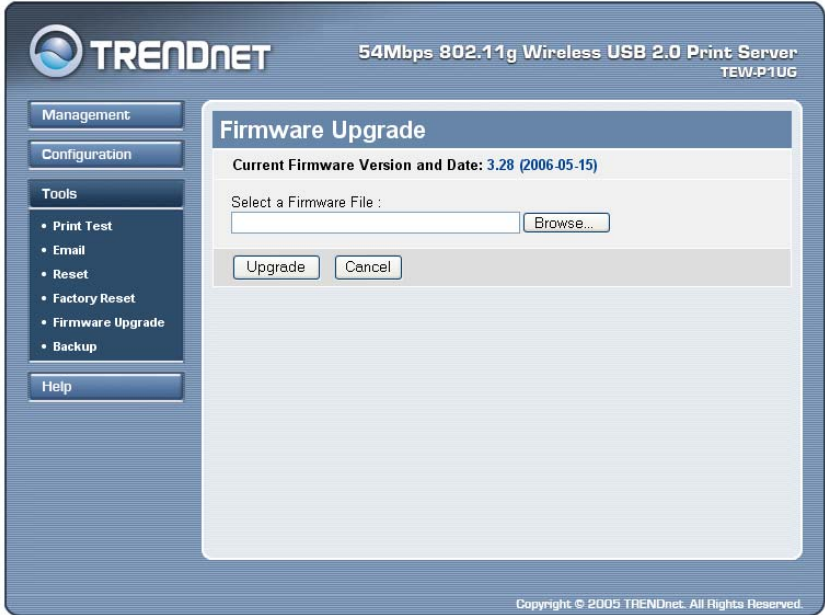 TRENDNET
54Mbps 802.11g Wireless USB 2.0 Print Server
TEW-P1UG
Management
Configuration
Tools
• Print Test
• Email
• Reset
• Factory Reset
• Firmware Upgrade
• Backup
Help
Firmware Upgrade
Current Firmware Version and Date: 3.28 (2006-05-15)
Select a Firmware File :
Browse...
Upgrade
Cancel
Copyright © 2005 TRENDnet. All Rights Reserved.